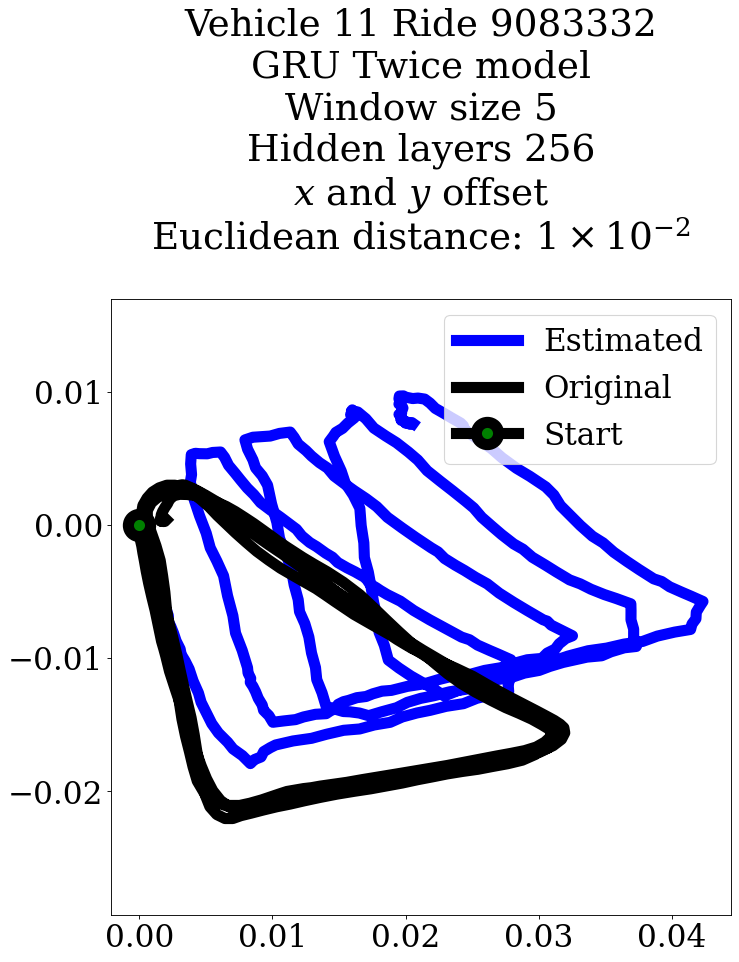 Vehicle 11 Ride 9083332
GRU Twice model
Window size 5
Hidden layers 256
x and y offset
Euclidean distance: 1 × 10⁻²
Estimated
Original
Start
0.01
0.00
−0.01
−0.02
0.00 0.01 0.02 0.03 0.04